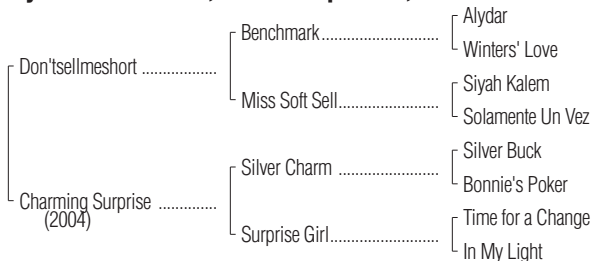 Alydar
Benchmark
Winters' Love
Don'tsellmeshort
Siyah Kalem
Miss Soft Sell
Solamente Un Vez
Silver Buck
Silver Charm
Bonnie's Poker
Charming Surprise
(2004)
Time for a Change
Surprise Girl
In My Light